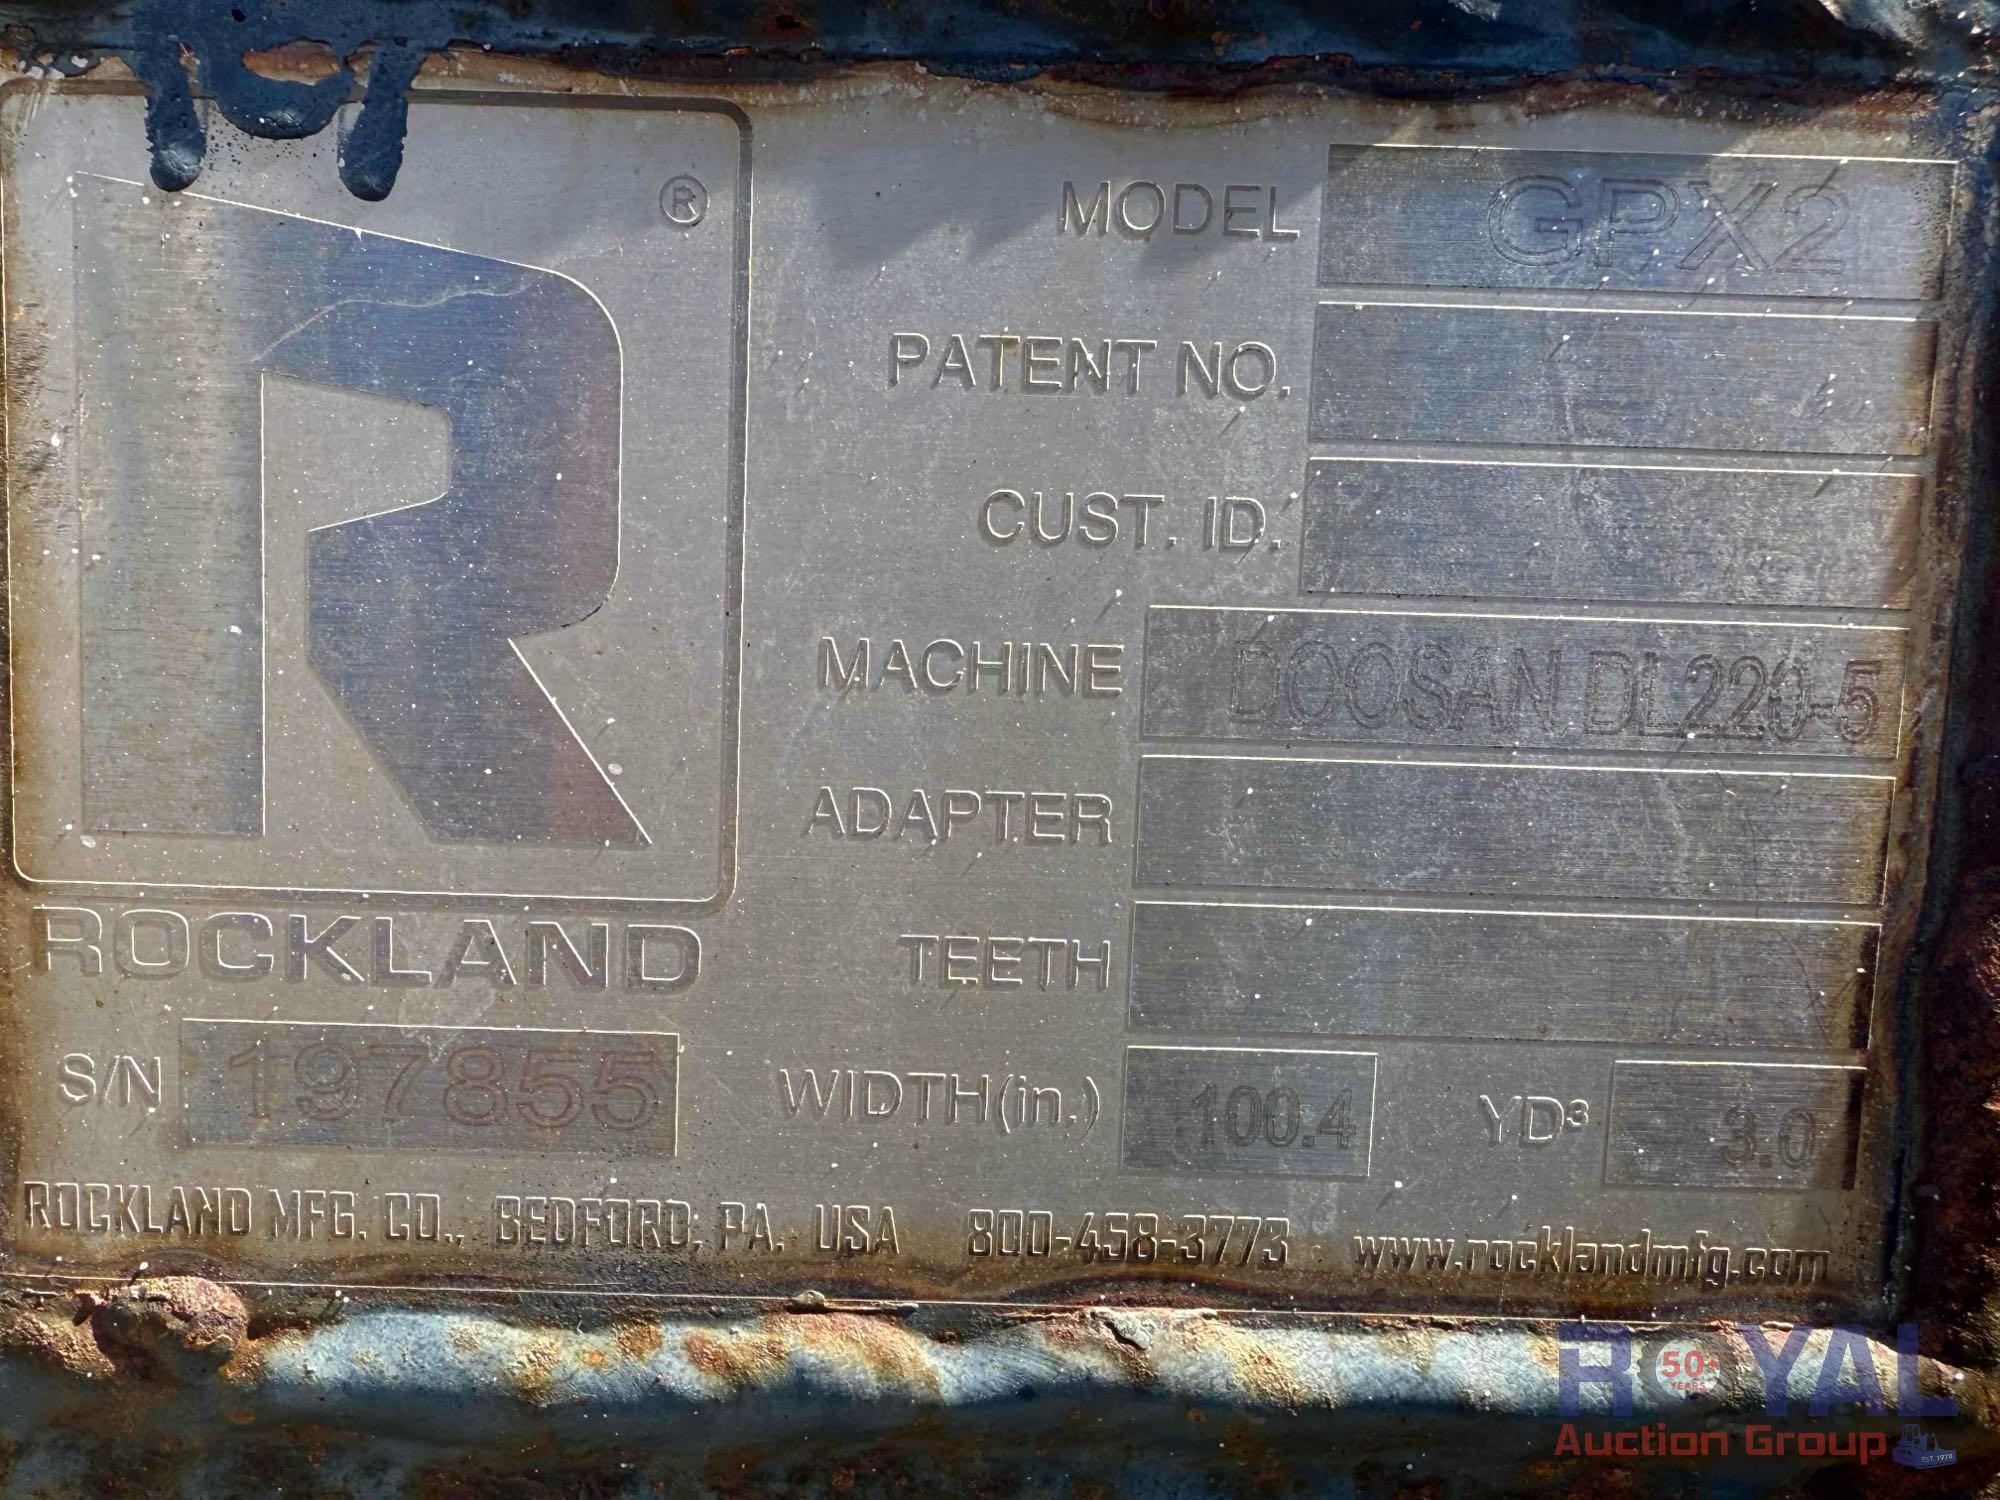 R ®
ROCKLAND
S/N 197855
MODEL GPX2
PATENT NO.
CUST. ID.
MACHINE DOOSAN DL220-5
ADAPTER
TEETH
WIDTH(in.) 100.4 YD³ 3.0
ROCKLAND MFG. CO., BEDFORD, PA. USA 800-458-3773 www.rocklandmfg.com
ROYAL
50+ YEARS
Auction Group
EST. 1970